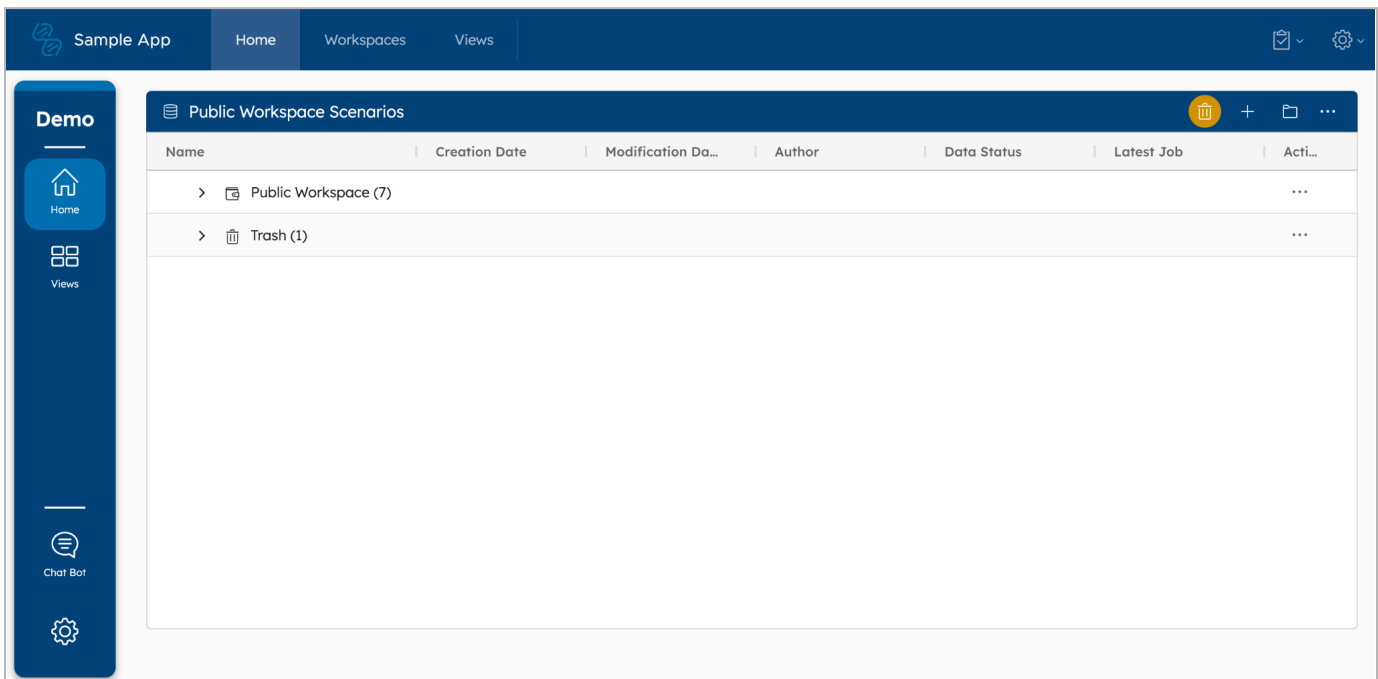 Sample App Home Workspaces Views
Demo
Home
Views
Chat Bot
Public Workspace Scenarios
Name Creation Date Modification Da... Author Data Status Latest Job Acti...
Public Workspace (7)
Trash (1)